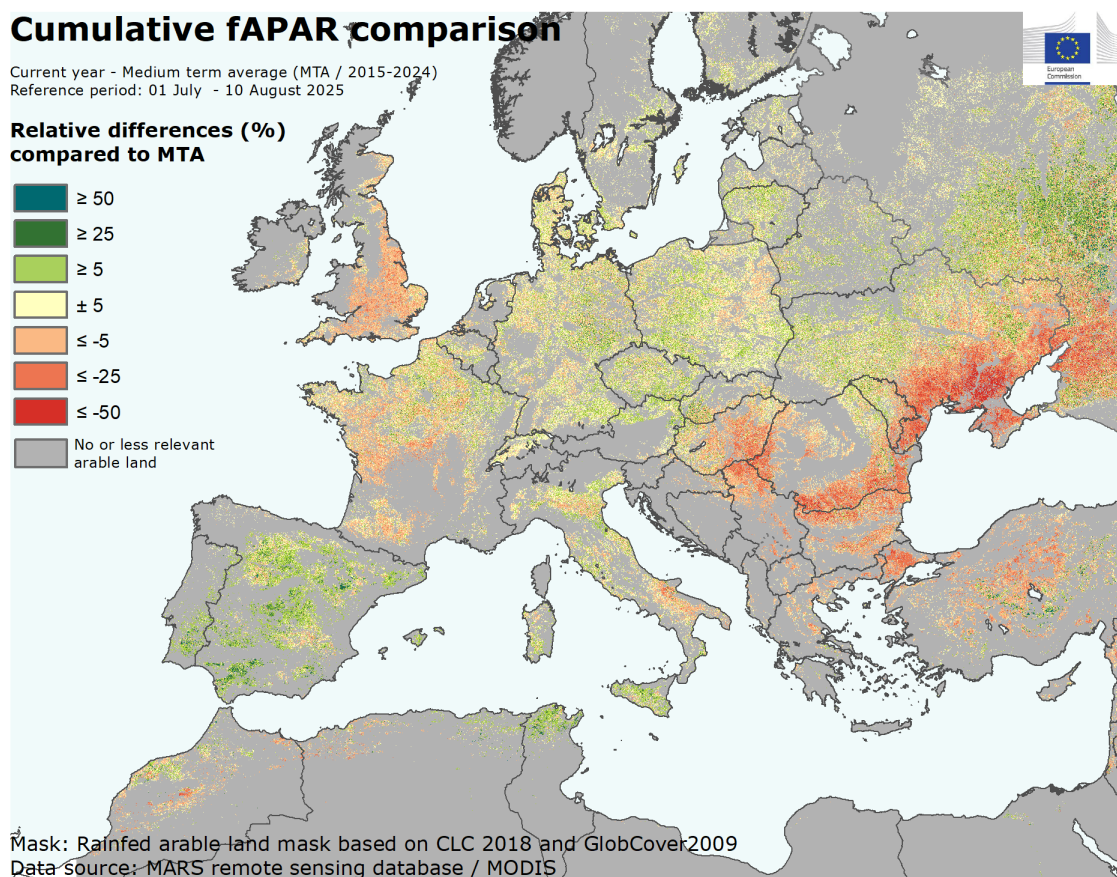 Cumulative fAPAR comparison
Current year - Medium term average (MTA / 2015-2024)
Reference period: 01 July - 10 August 2025
Relative differences (%)
compared to MTA
≥ 50
≥ 25
≥ 5
± 5
≤ -5
≤ -25
≤ -50
No or less relevant
arable land
European
Commission
Mask: Rainfed arable land mask based on CLC 2018 and GlobCover2009
Data source: MARS remote sensing database / MODIS